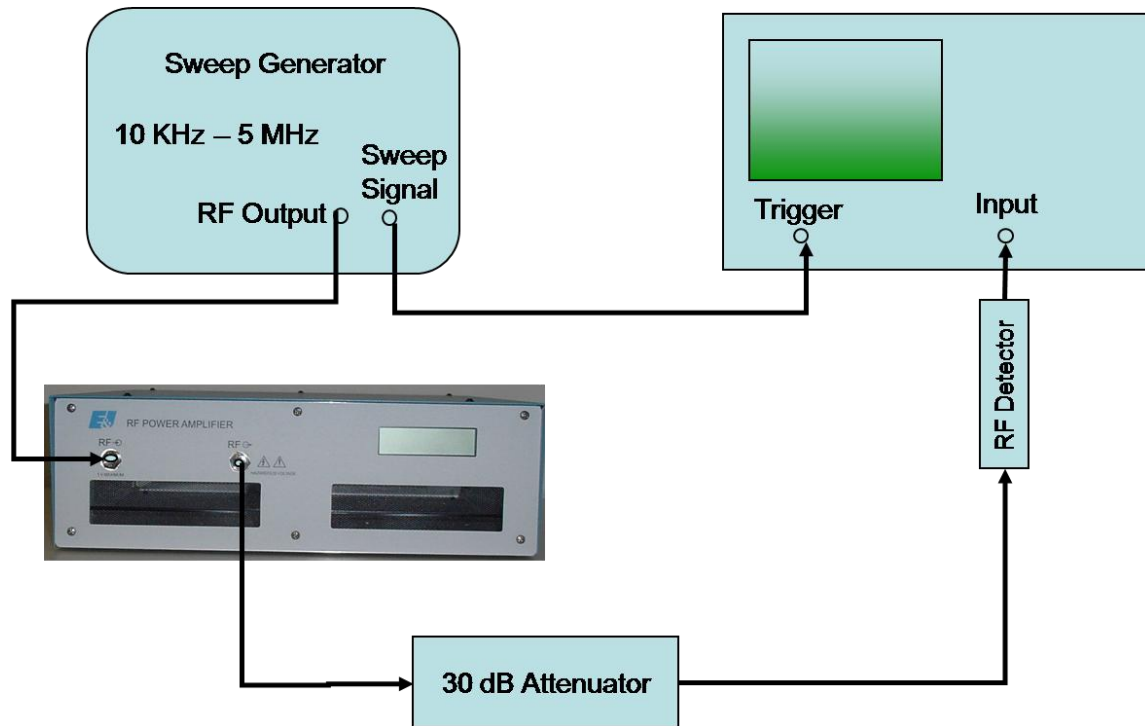 Sweep Generator
10 KHz – 5 MHz
Sweep
Signal
RF Output
Trigger
Input
RF Detector
E&I
RF POWER AMPLIFIER
RF
RF
30 dB Attenuator